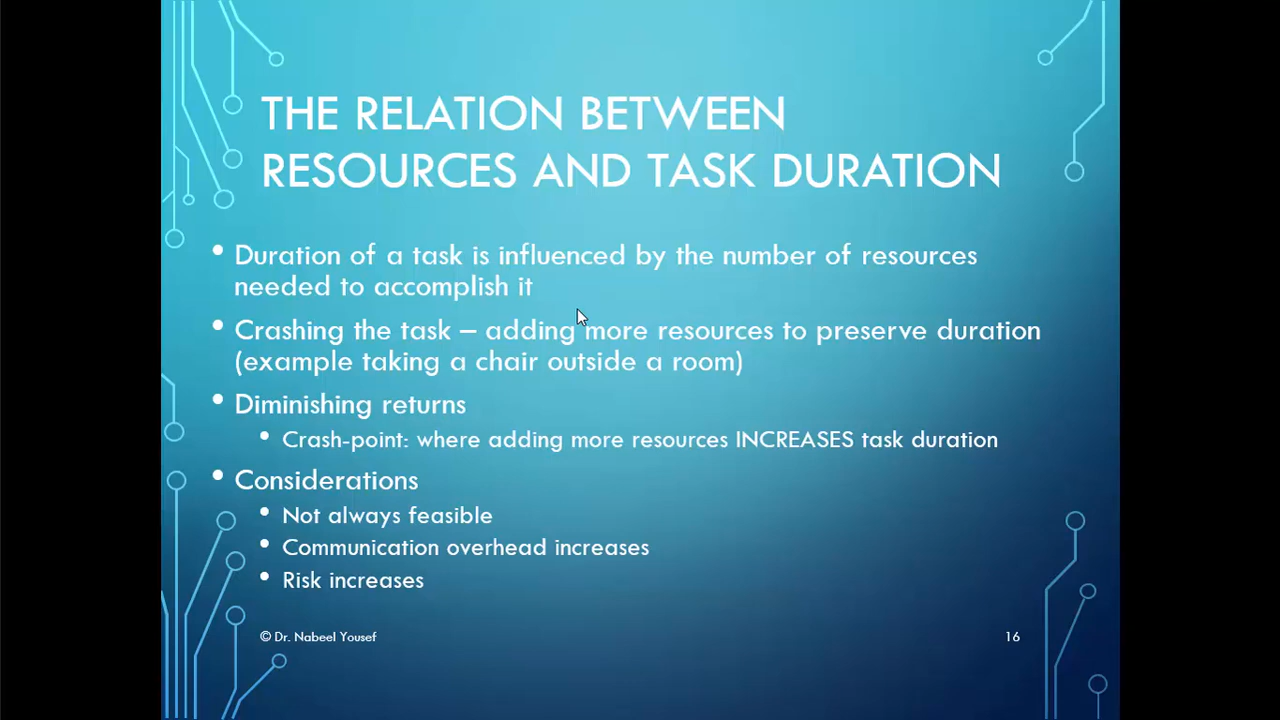 THE RELATION BETWEEN
RESOURCES AND TASK DURATION
• Duration of a task is influenced by the number of resources
needed to accomplish it
• Crashing the task – adding more resources to preserve duration
(example taking a chair outside a room)
• Diminishing returns
• Crash-point: where adding more resources INCREASES task duration
• Considerations
• Not always feasible
• Communication overhead increases
• Risk increases
© Dr. Nabeel Yousef
16